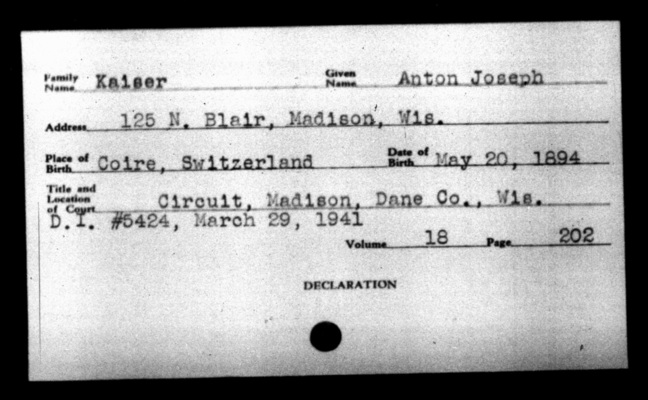 Family Name Kaiser Given Name Anton Joseph
Address 125 N. Blair, Madison, Wis.
Place of Birth Coire, Switzerland Date of Birth May 20, 1894
Title and Location of Court Circuit, Madison, Dane Co., Wis.
D.I. #5424, March 29, 1941
Volume 18 Page 202
DECLARATION